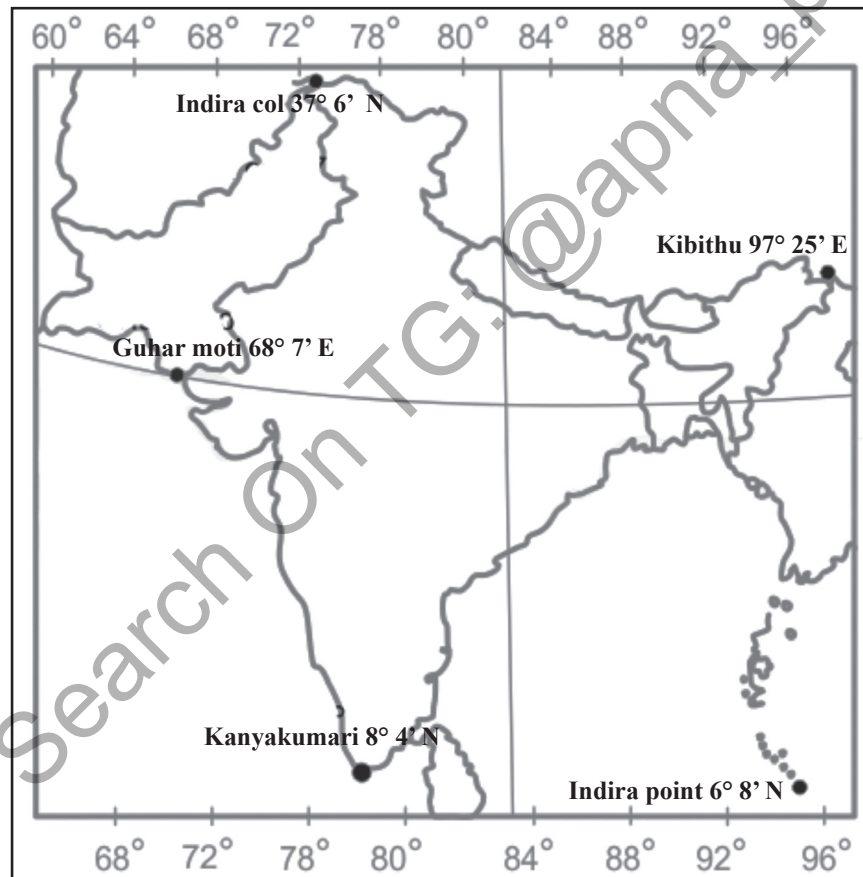 60° 64° 68° 72° 78° 80° 84° 88° 92° 96°
Indira col 37° 6’ N
Kibithu 97° 25’ E
Guhar moti 68° 7’ E
Kanyakumari 8° 4’ N
Indira point 6° 8’ N
68° 72° 78° 80° 84° 88° 92° 96°
Search On TG: @apna_p